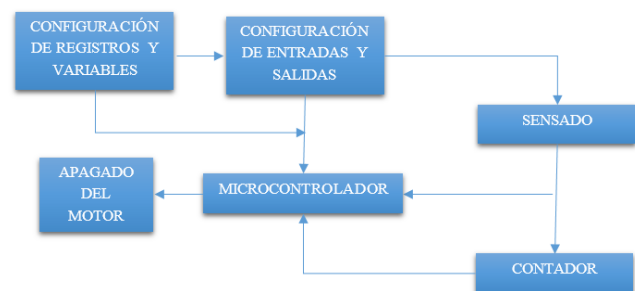 CONFIGURACIÓN
DE REGISTROS Y
VARIABLES
CONFIGURACIÓN
DE ENTRADAS Y
SALIDAS
SENSADO
APAGADO
DEL
MOTOR
MICROCONTROLADOR
CONTADOR